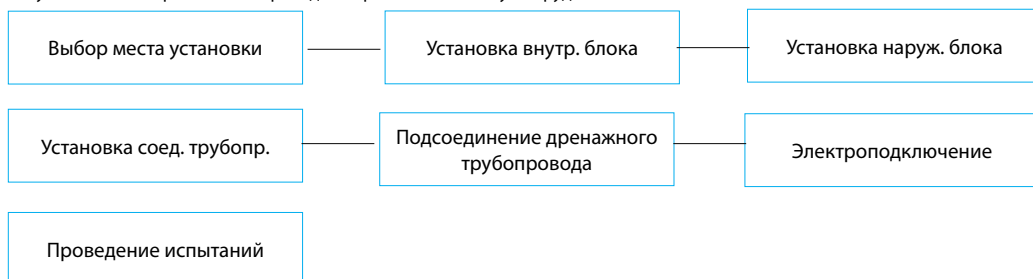 Выбор места установки
Установка внутр. блока
Установка наруж. блока
Установка соед. трубопр.
Подсоединение дренажного
трубопровода
Электроподключение
Проведение испытаний